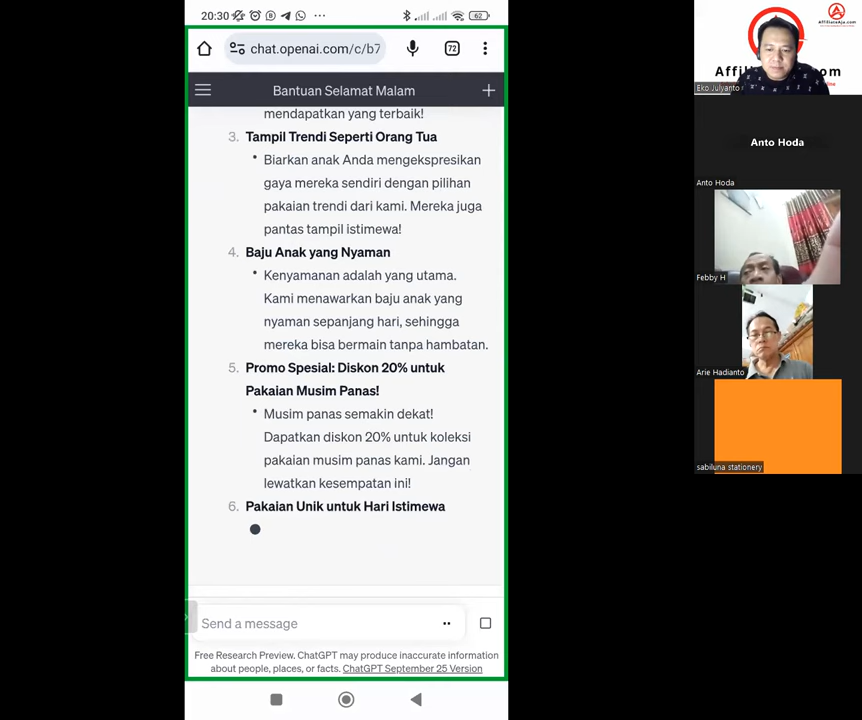 20:30
62
chat.openai.com/c/b7
72
Bantuan Selamat Malam
mendapatkan yang terbaik!
3. Tampil Trendi Seperti Orang Tua
• Biarkan anak Anda mengekspresikan
gaya mereka sendiri dengan pilihan
pakaian trendi dari kami. Mereka juga
pantas tampil istimewa!
4. Baju Anak yang Nyaman
• Kenyamanan adalah yang utama.
Kami menawarkan baju anak yang
nyaman sepanjang hari, sehingga
mereka bisa bermain tanpa hambatan.
5. Promo Spesial: Diskon 20% untuk
Pakaian Musim Panas!
• Musim panas semakin dekat!
Dapatkan diskon 20% untuk koleksi
pakaian musim panas kami. Jangan
lewatkan kesempatan ini!
6. Pakaian Unik untuk Hari Istimewa
Send a message
Free Research Preview. ChatGPT may produce inaccurate information
about people, places, or facts. ChatGPT September 25 Version
AffiliateAja.com
Eko Julyanto
Anto Hoda
Anto Hoda
Febby H
Arie Hadianto
sabiluna stationery